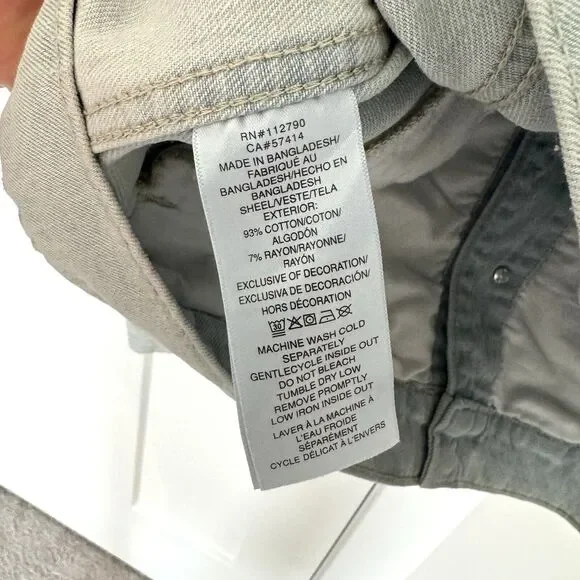 RN#112790
CA#57414
MADE IN BANGLADESH/
FABRIQUÉ AU
BANGLADESH/HECHO EN
BANGLADESH
SHEEL/VESTE/TELA
EXTERIOR:
93% COTTON/COTON/
ALGODÓN
7% RAYON/RAYONNE/
RAYÓN
EXCLUSIVE OF DECORATION/
EXCLUSIVA DE DECORACIÓN/
HORS DÉCORATION
30
MACHINE WASH COLD
SEPARATELY
GENTLECYCLE INSIDE OUT
DO NOT BLEACH
TUMBLE DRY LOW
REMOVE PROMPTLY
LOW IRON INSIDE OUT
LAVER À LA MACHINE À
L'EAU FROIDE
SÉPARÉMENT
CYCLE DÉLICAT À L'ENVERS